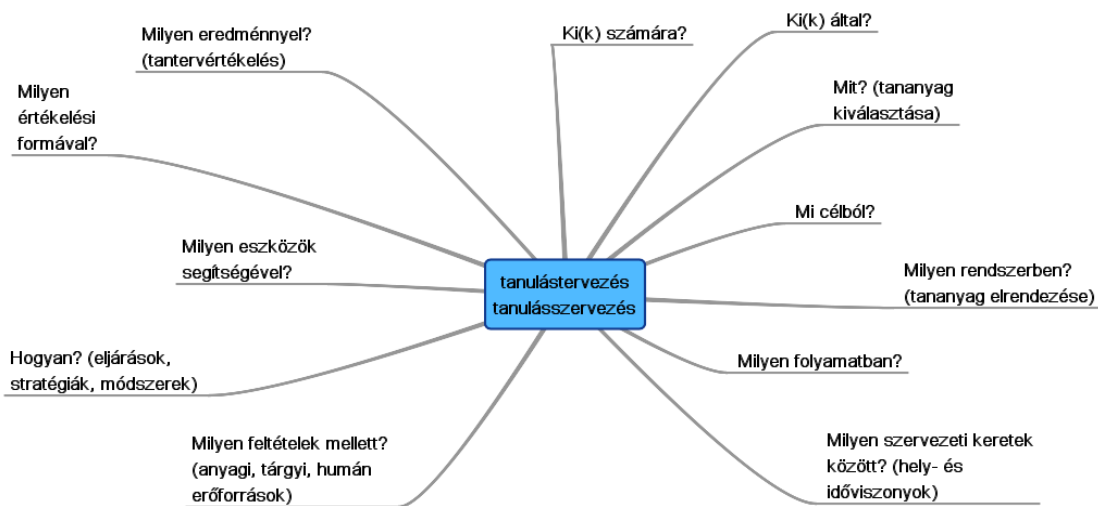 Milyen eredménnyel?
(tantervértékelés)
Ki(k) számára?
Ki(k) által?
Milyen
értékelési
formával?
Mit? (tananyag
kiválasztása)
Mi célból?
Milyen eszközök
segítségével?
tanulástervezés
tanulásszervezés
Milyen rendszerben?
(tananyag elrendezése)
Hogyan? (eljárások,
stratégiák, módszerek)
Milyen folyamatban?
Milyen feltételek mellett?
(anyagi, tárgyi, humán
erőforrások)
Milyen szervezeti keretek
között? (hely- és
időviszonyok)